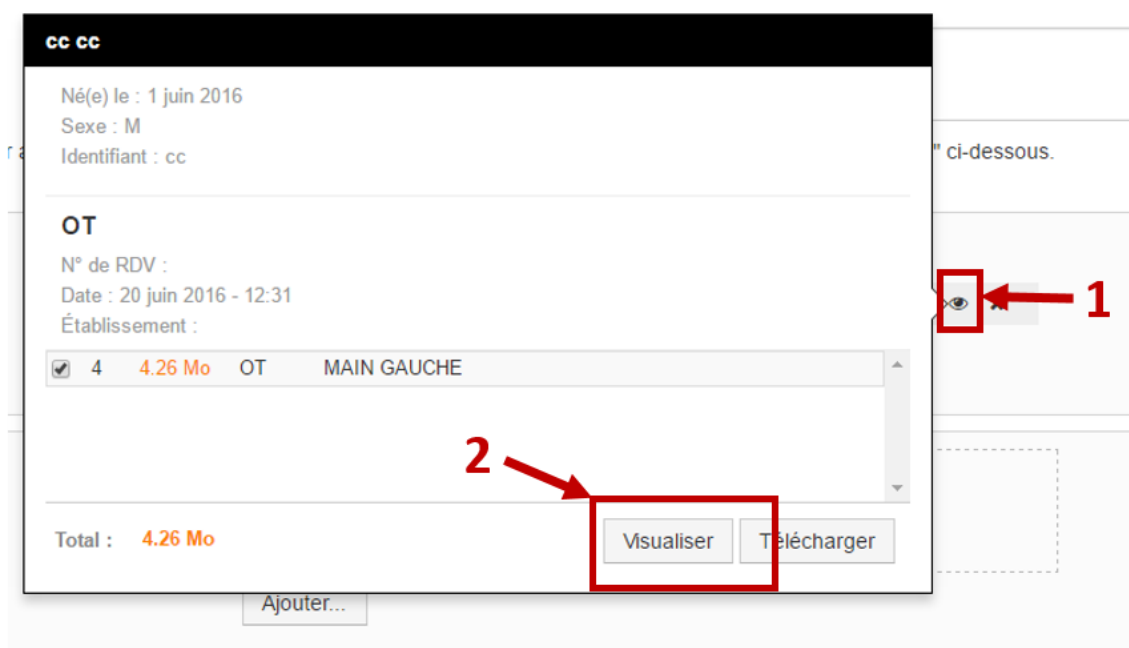 cc cc
Né(e) le : 1 juin 2016
Sexe : M
Identifiant : cc
" ci-dessous.
OT
N° de RDV :
Date : 20 juin 2016 - 12:31
Établissement :
1
4 4.26 Mo OT MAIN GAUCHE
2
Total : 4.26 Mo
Visualiser Télécharger
Ajouter...